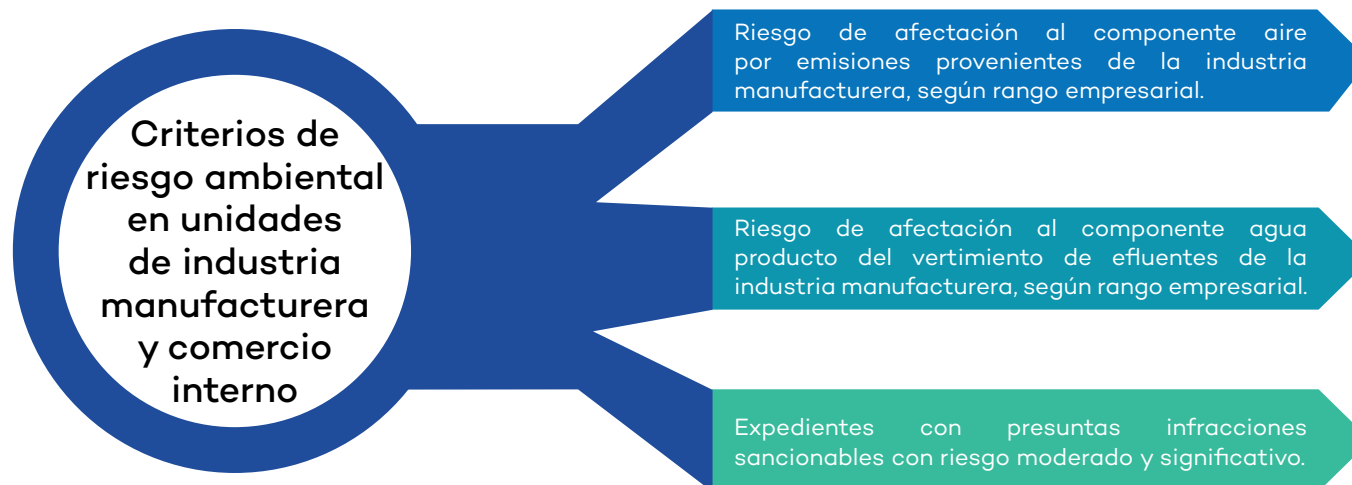 Criterios de
riesgo ambiental
en unidades
de industria
manufacturera
y comercio
interno
Riesgo de afectación al componente aire
por emisiones provenientes de la industria
manufacturera, según rango empresarial.
Riesgo de afectación al componente agua
producto del vertimiento de efluentes de la
industria manufacturera, según rango empresarial.
Expedientes con presuntas infracciones
sancionables con riesgo moderado y significativo.